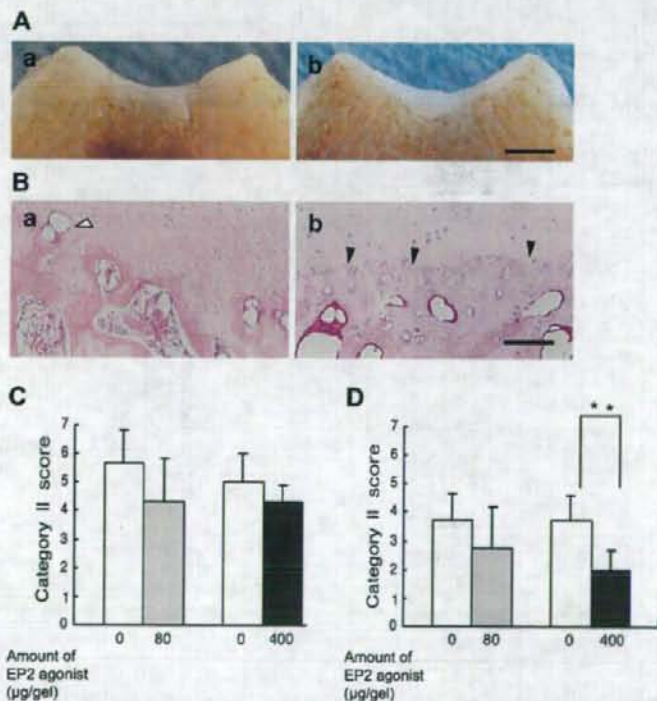 A
a b
B
a b
C D
Category II score
7
6
5
4
3
2
1
0
0 80 0 400
Amount of
EP2 agonist
(µg/gel)
Category II score
7
6
5
4
3
2
1
0
**
0 80 0 400
Amount of
EP2 agonist
(µg/gel)